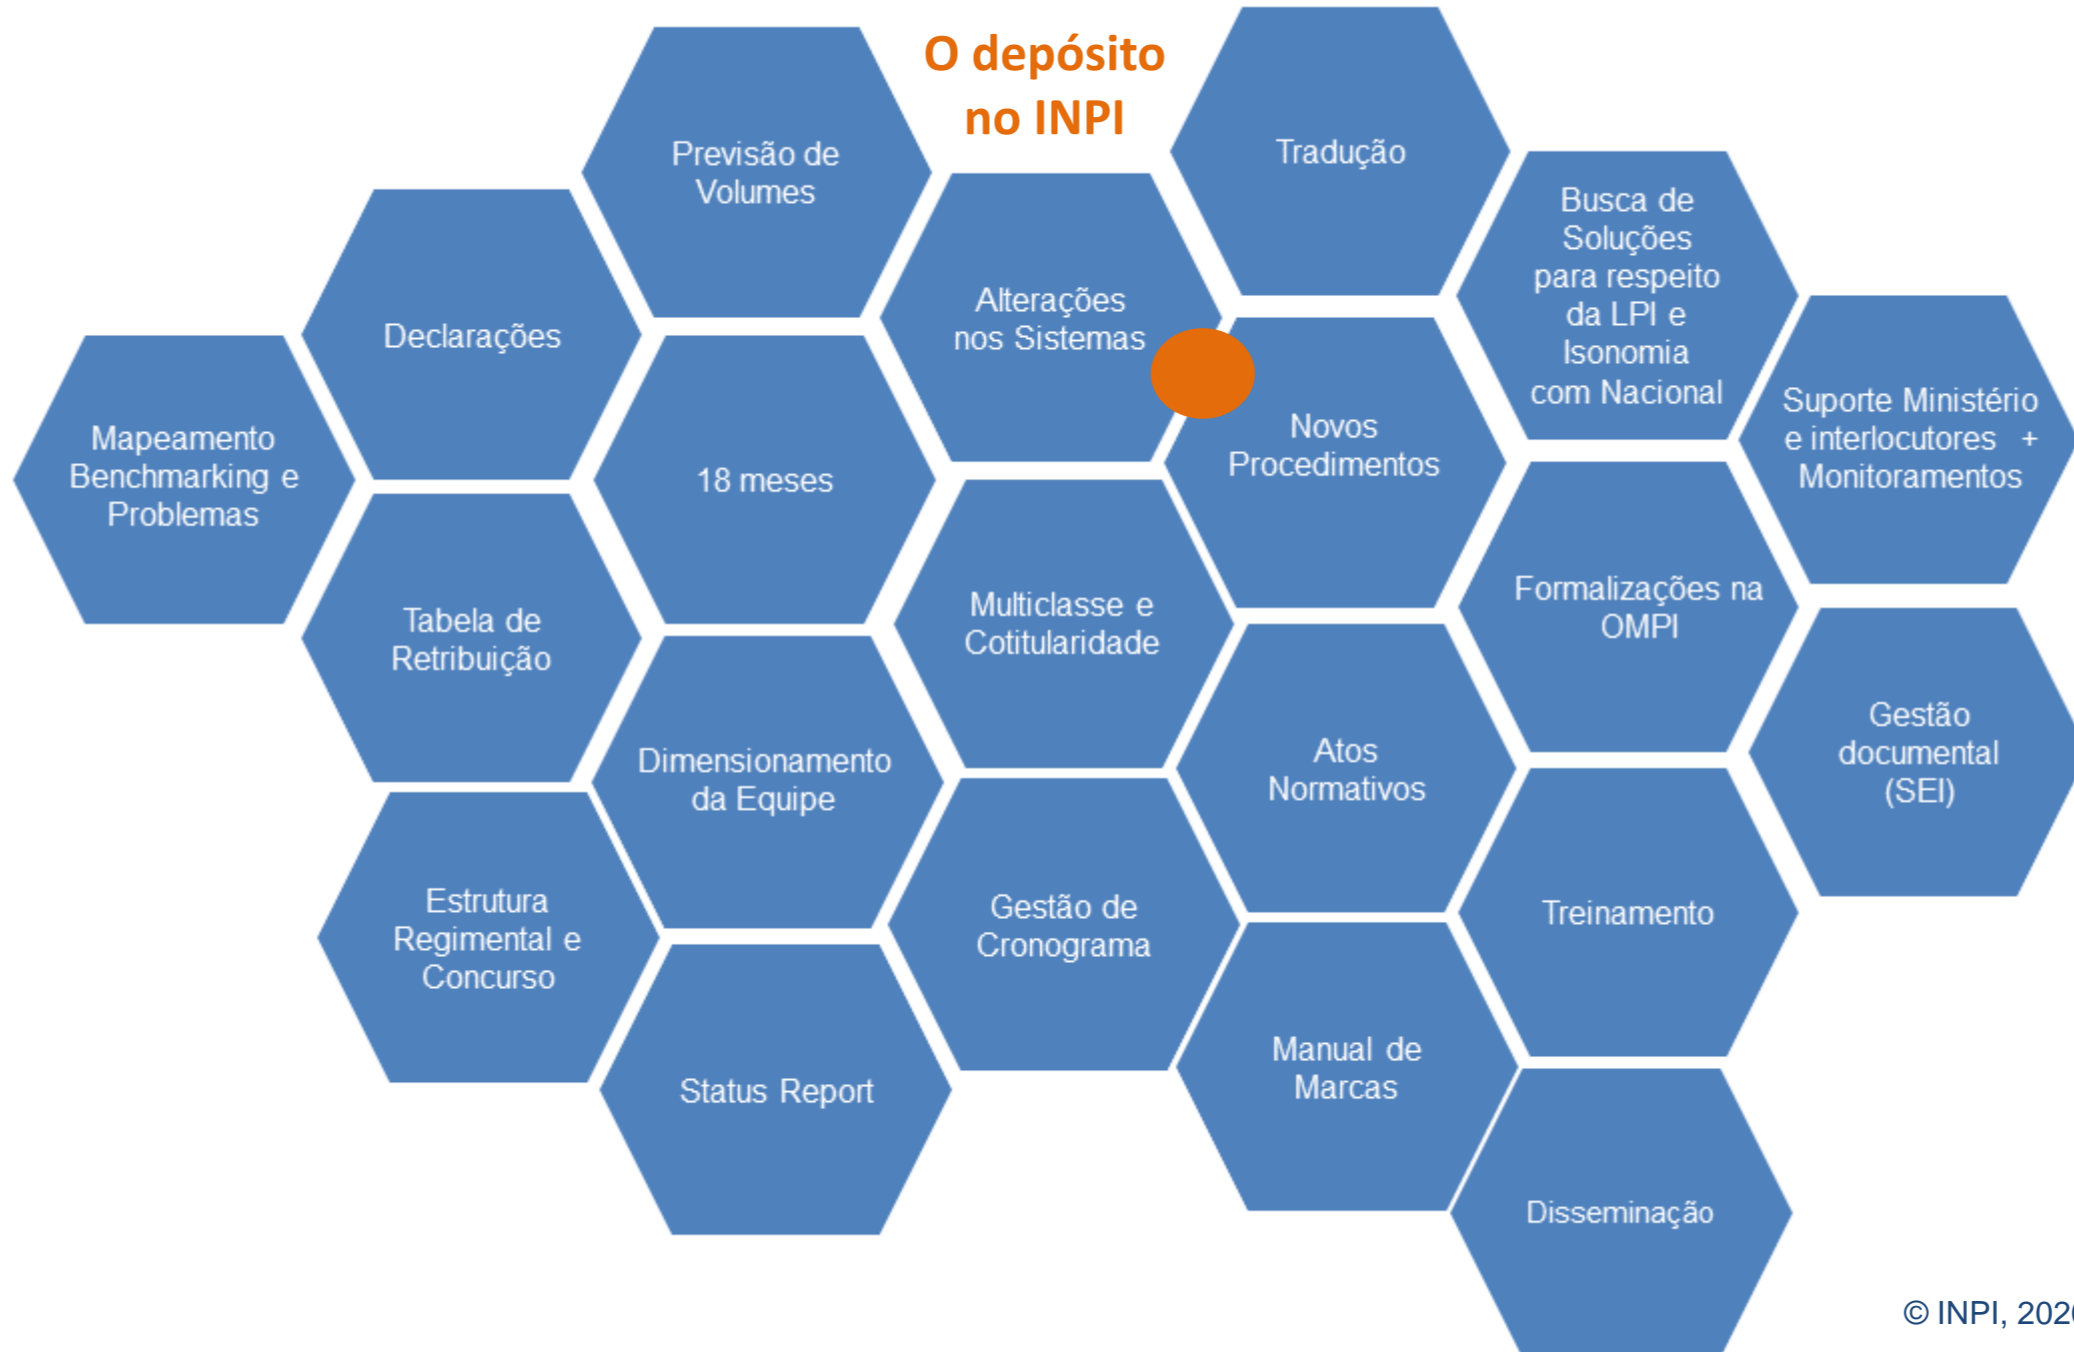 O depósito
no INPI
Previsão de
Volumes
Tradução
Busca de
Soluções
para respeito
da LPI e
Isonomia
com Nacional
Declarações
Alterações
nos Sistemas
Suporte Ministério
e interlocutores +
Monitoramentos
Mapeamento
Benchmarking e
Problemas
18 meses
Novos
Procedimentos
Tabela de
Retribuição
Multiclasse e
Cotitularidade
Formalizações na
OMPI
Dimensionamento
da Equipe
Atos
Normativos
Gestão
documental
(SEI)
Estrutura
Regimental e
Concurso
Gestão de
Cronograma
Treinamento
Status Report
Manual de
Marcas
Disseminação
© INPI, 2020